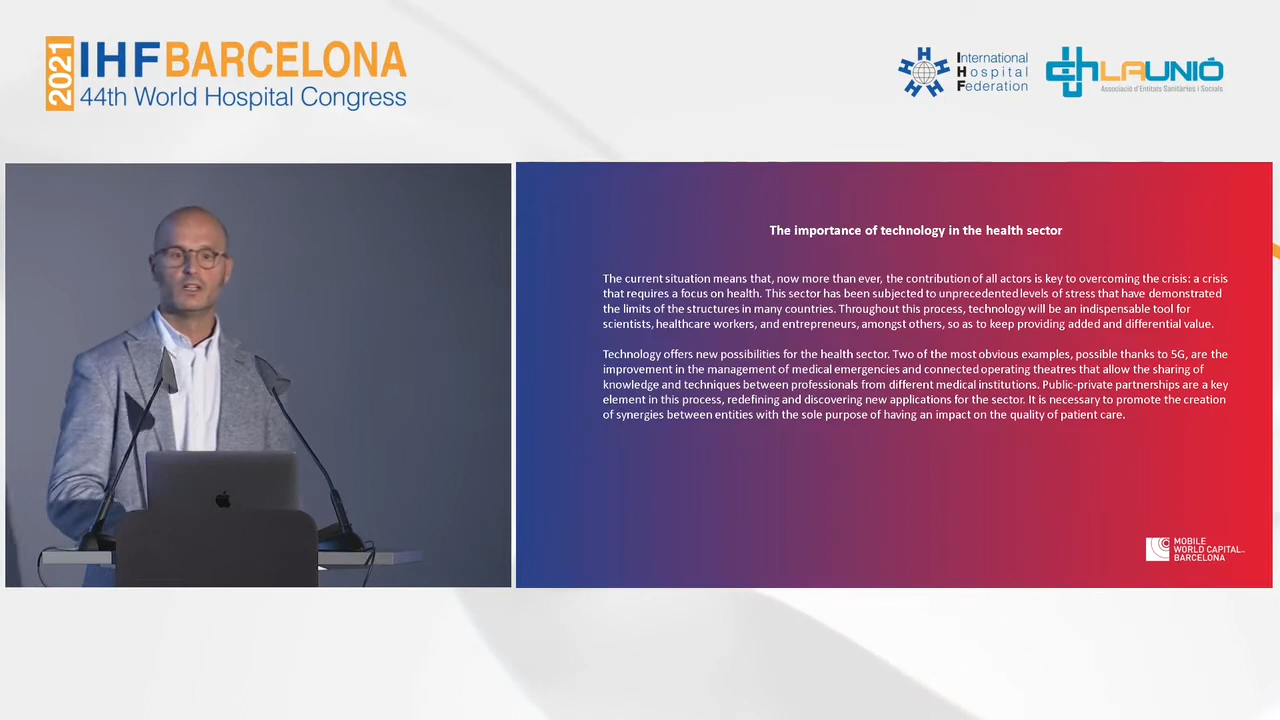 2021
IHF BARCELONA
44th World Hospital Congress
International
Hospital
Federation
LAUNIÓ
Associació d'Entitats Sanitàries i Socials
The importance of technology in the health sector
The current situation means that, now more than ever, the contribution of all actors is key to overcoming the crisis: a crisis
that requires a focus on health. This sector has been subjected to unprecedented levels of stress that have demonstrated
the limits of the structures in many countries. Throughout this process, technology will be an indispensable tool for
scientists, healthcare workers, and entrepreneurs, amongst others, so as to keep providing added and differential value.
Technology offers new possibilities for the health sector. Two of the most obvious examples, possible thanks to 5G, are the
improvement in the management of medical emergencies and connected operating theatres that allow the sharing of
knowledge and techniques between professionals from different medical institutions. Public-private partnerships are a key
element in this process, redefining and discovering new applications for the sector. It is necessary to promote the creation
of synergies between entities with the sole purpose of having an impact on the quality of patient care.
MOBILE
WORLD CAPITAL
BARCELONA